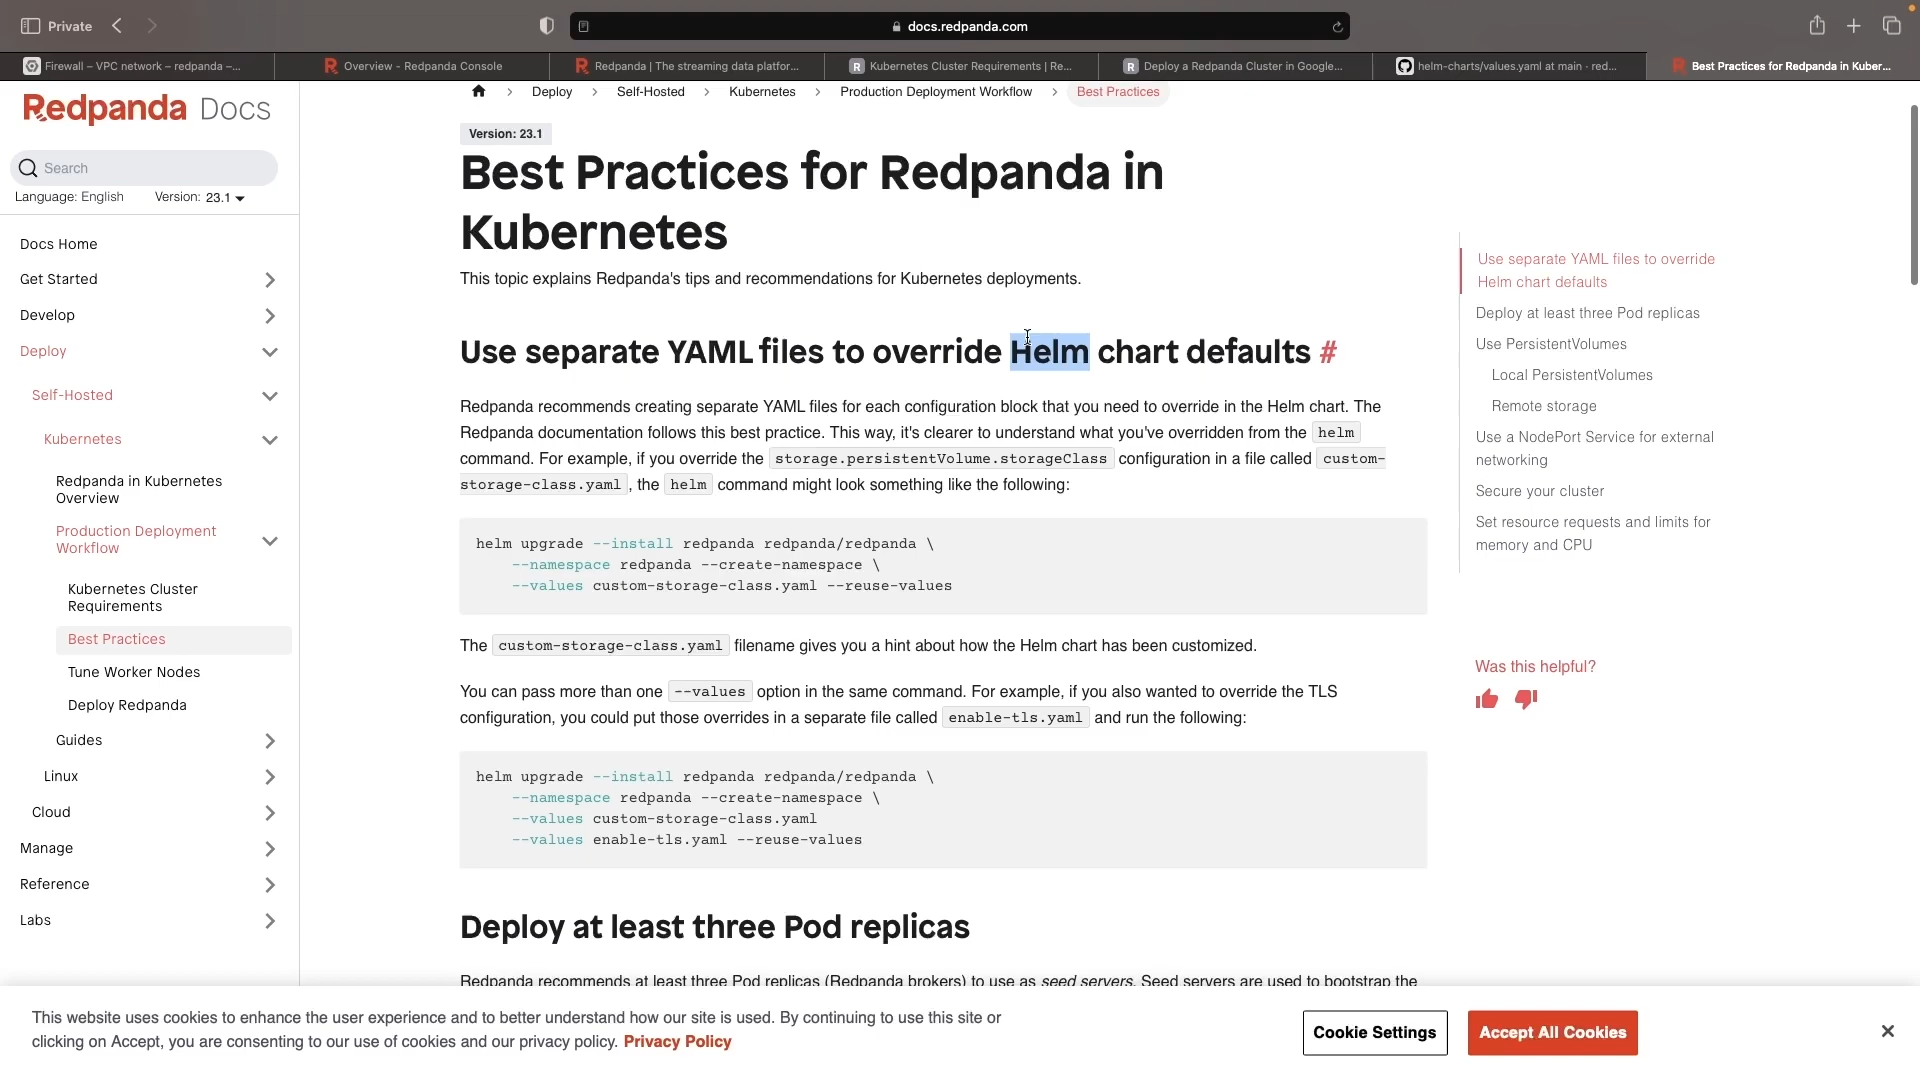 Private
docs.redpanda.com
Firewall – VPC network – redpanda –...
Overview - Redpanda Console
Redpanda | The streaming data platfor...
Kubernetes Cluster Requirements | Re...
Deploy a Redpanda Cluster in Google...
helm-charts/values.yaml at main · red...
Best Practices for Redpanda in Kuber...
Redpanda Docs
Search
Language: English
Version: 23.1
Docs Home
Get Started
Develop
Deploy
Self-Hosted
Kubernetes
Redpanda in Kubernetes
Overview
Production Deployment
Workflow
Kubernetes Cluster
Requirements
Best Practices
Tune Worker Nodes
Deploy Redpanda
Guides
Linux
Cloud
Manage
Reference
Labs
Deploy > Self-Hosted > Kubernetes > Production Deployment Workflow > Best Practices
Version: 23.1
Best Practices for Redpanda in
Kubernetes
This topic explains Redpanda's tips and recommendations for Kubernetes deployments.
Use separate YAML files to override Helm chart defaults #
Redpanda recommends creating separate YAML files for each configuration block that you need to override in the Helm chart. The
Redpanda documentation follows this best practice. This way, it's clearer to understand what you've overridden from the helm
command. For example, if you override the storage.persistentVolume.storageClass configuration in a file called custom-
storage-class.yaml, the helm command might look something like the following:
helm upgrade --install redpanda redpanda/redpanda \
--namespace redpanda --create-namespace \
--values custom-storage-class.yaml --reuse-values
The custom-storage-class.yaml filename gives you a hint about how the Helm chart has been customized.
You can pass more than one --values option in the same command. For example, if you also wanted to override the TLS
configuration, you could put those overrides in a separate file called enable-tls.yaml and run the following:
helm upgrade --install redpanda redpanda/redpanda \
--namespace redpanda --create-namespace \
--values custom-storage-class.yaml
--values enable-tls.yaml --reuse-values
Deploy at least three Pod replicas
Redpanda recommends at least three Pod replicas (Redpanda brokers) to use as seed servers. Seed servers are used to bootstrap the
Use separate YAML files to override
Helm chart defaults
Deploy at least three Pod replicas
Use PersistentVolumes
Local PersistentVolumes
Remote storage
Use a NodePort Service for external
networking
Secure your cluster
Set resource requests and limits for
memory and CPU
Was this helpful?
This website uses cookies to enhance the user experience and to better understand how our site is used. By continuing to use this site or
clicking on Accept, you are consenting to our use of cookies and our privacy policy. Privacy Policy
Cookie Settings
Accept All Cookies